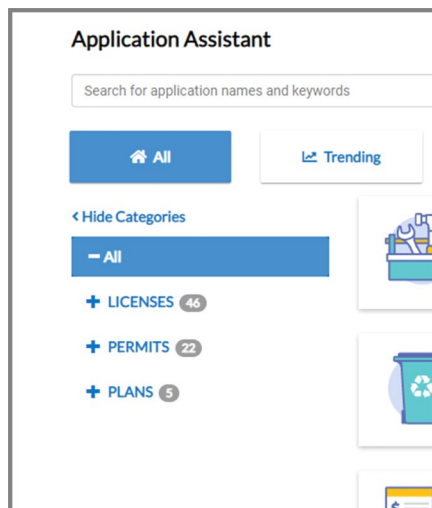 Application Assistant
Search for application names and keywords
All
Trending
Hide Categories
All
LICENSES 46
PERMITS 22
PLANS 5
$